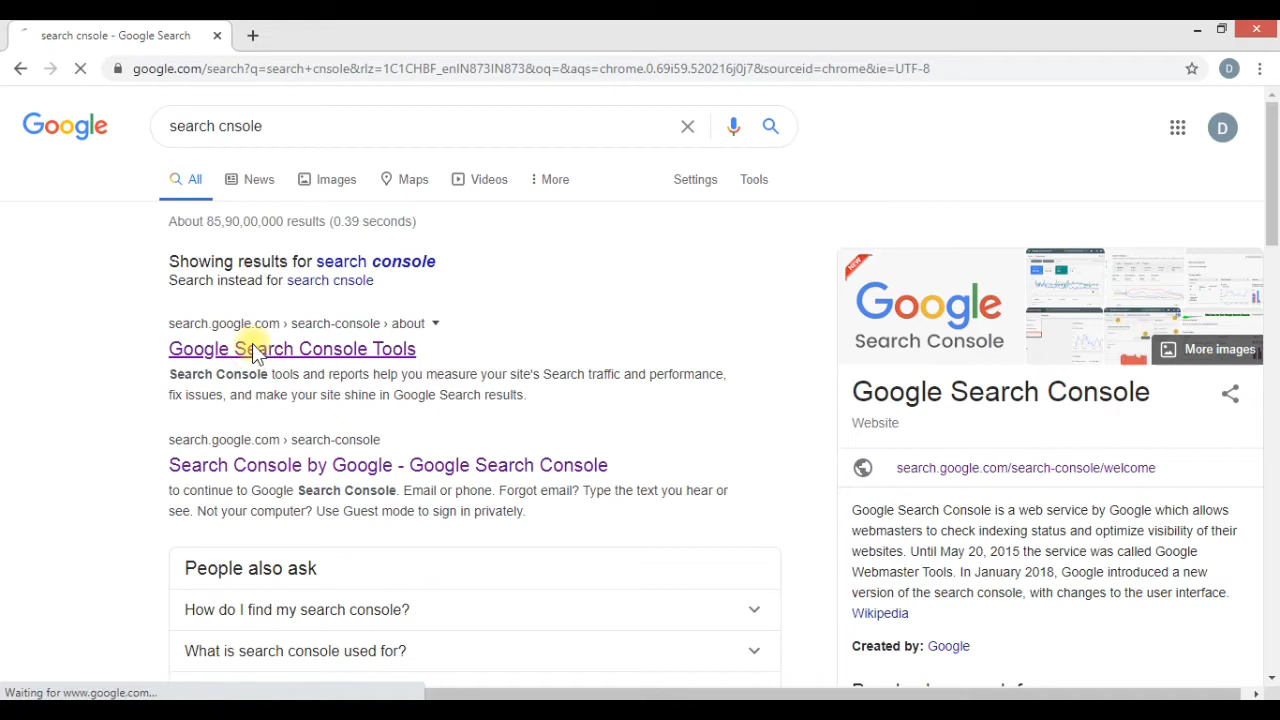 search cnsole - Google Search
google.com/search?q=search+cnsole&rlz=1C1CHBF_enIN873IN873&oq=&aqs=chrome.0.69i59.520216j0j7&sourceid=chrome&ie=UTF-8
D
Google
search cnsole
D
All
News
Images
Maps
Videos
More
Settings
Tools
About 85,90,00,000 results (0.39 seconds)
Showing results for search console
Search instead for search cnsole
search.google.com › search-console › about
Google Search Console Tools
Search Console tools and reports help you measure your site's Search traffic and performance,
fix issues, and make your site shine in Google Search results.
search.google.com › search-console
Search Console by Google - Google Search Console
to continue to Google Search Console. Email or phone. Forgot email? Type the text you hear or
see. Not your computer? Use Guest mode to sign in privately.
People also ask
How do I find my search console?
What is search console used for?
NEW
Google
Search Console
More images
Google Search Console
Website
search.google.com/search-console/welcome
Google Search Console is a web service by Google which allows
webmasters to check indexing status and optimize visibility of their
websites. Until May 20, 2015 the service was called Google
Webmaster Tools. In January 2018, Google introduced a new
version of the search console, with changes to the user interface.
Wikipedia
Created by: Google
Waiting for www.google.com...